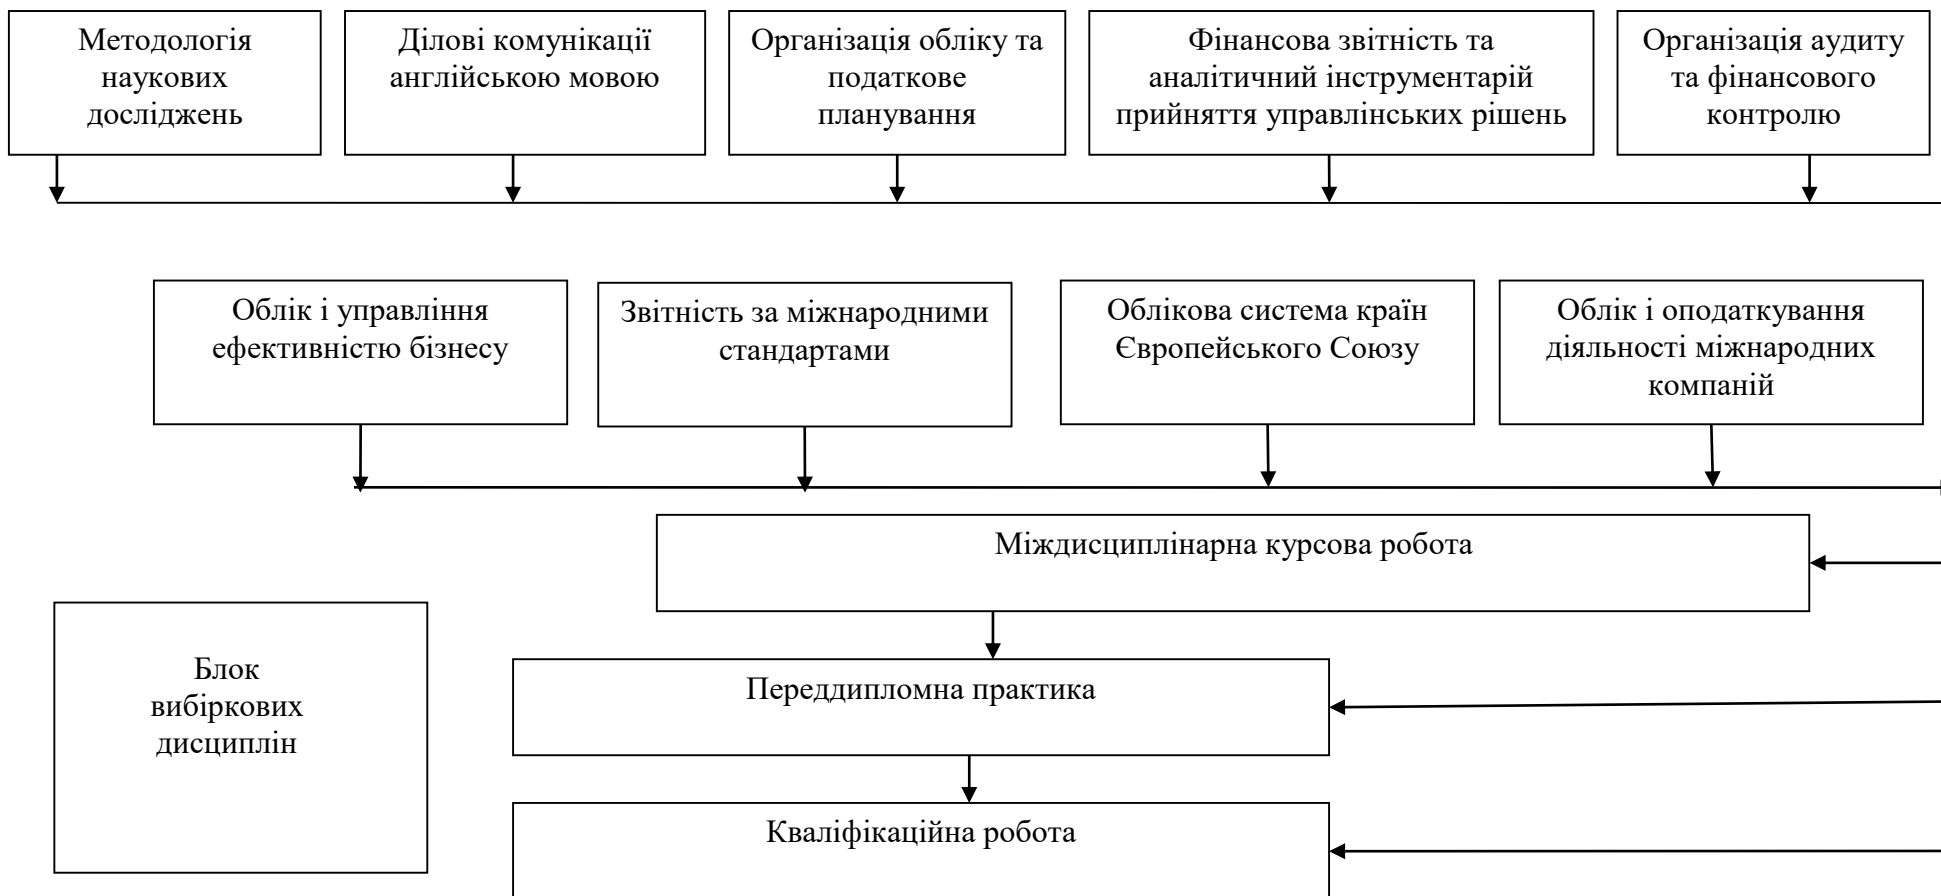 Методологія
наукових
досліджень
Ділові комунікації
англійською мовою
Організація обліку та
податкове
планування
Фінансова звітність та
аналітичний інструментарій
прийняття управлінських рішень
Організація аудиту
та фінансового
контролю
Облік і управління
ефективністю бізнесу
Звітність за міжнародними
стандартами
Облікова система країн
Європейського Союзу
Облік і оподаткування
діяльності міжнародних
компаній
Міждисциплінарна курсова робота
Блок
вибіркових
дисциплін
Переддипломна практика
Кваліфікаційна робота